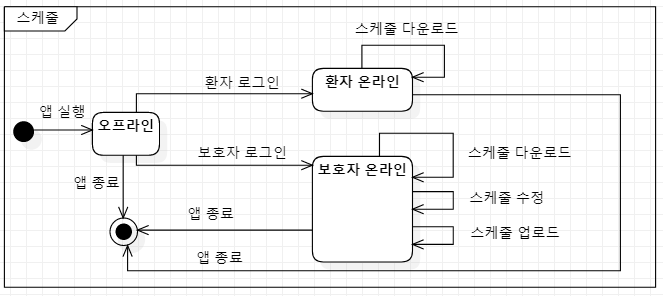 스케줄
스케줄 다운로드
환자 로그인
환자 온라인
앱 실행
오프라인
보호자 로그인
스케줄 다운로드
보호자 온라인
앱 종료
스케줄 수정
앱 종료
스케줄 업로드
앱 종료